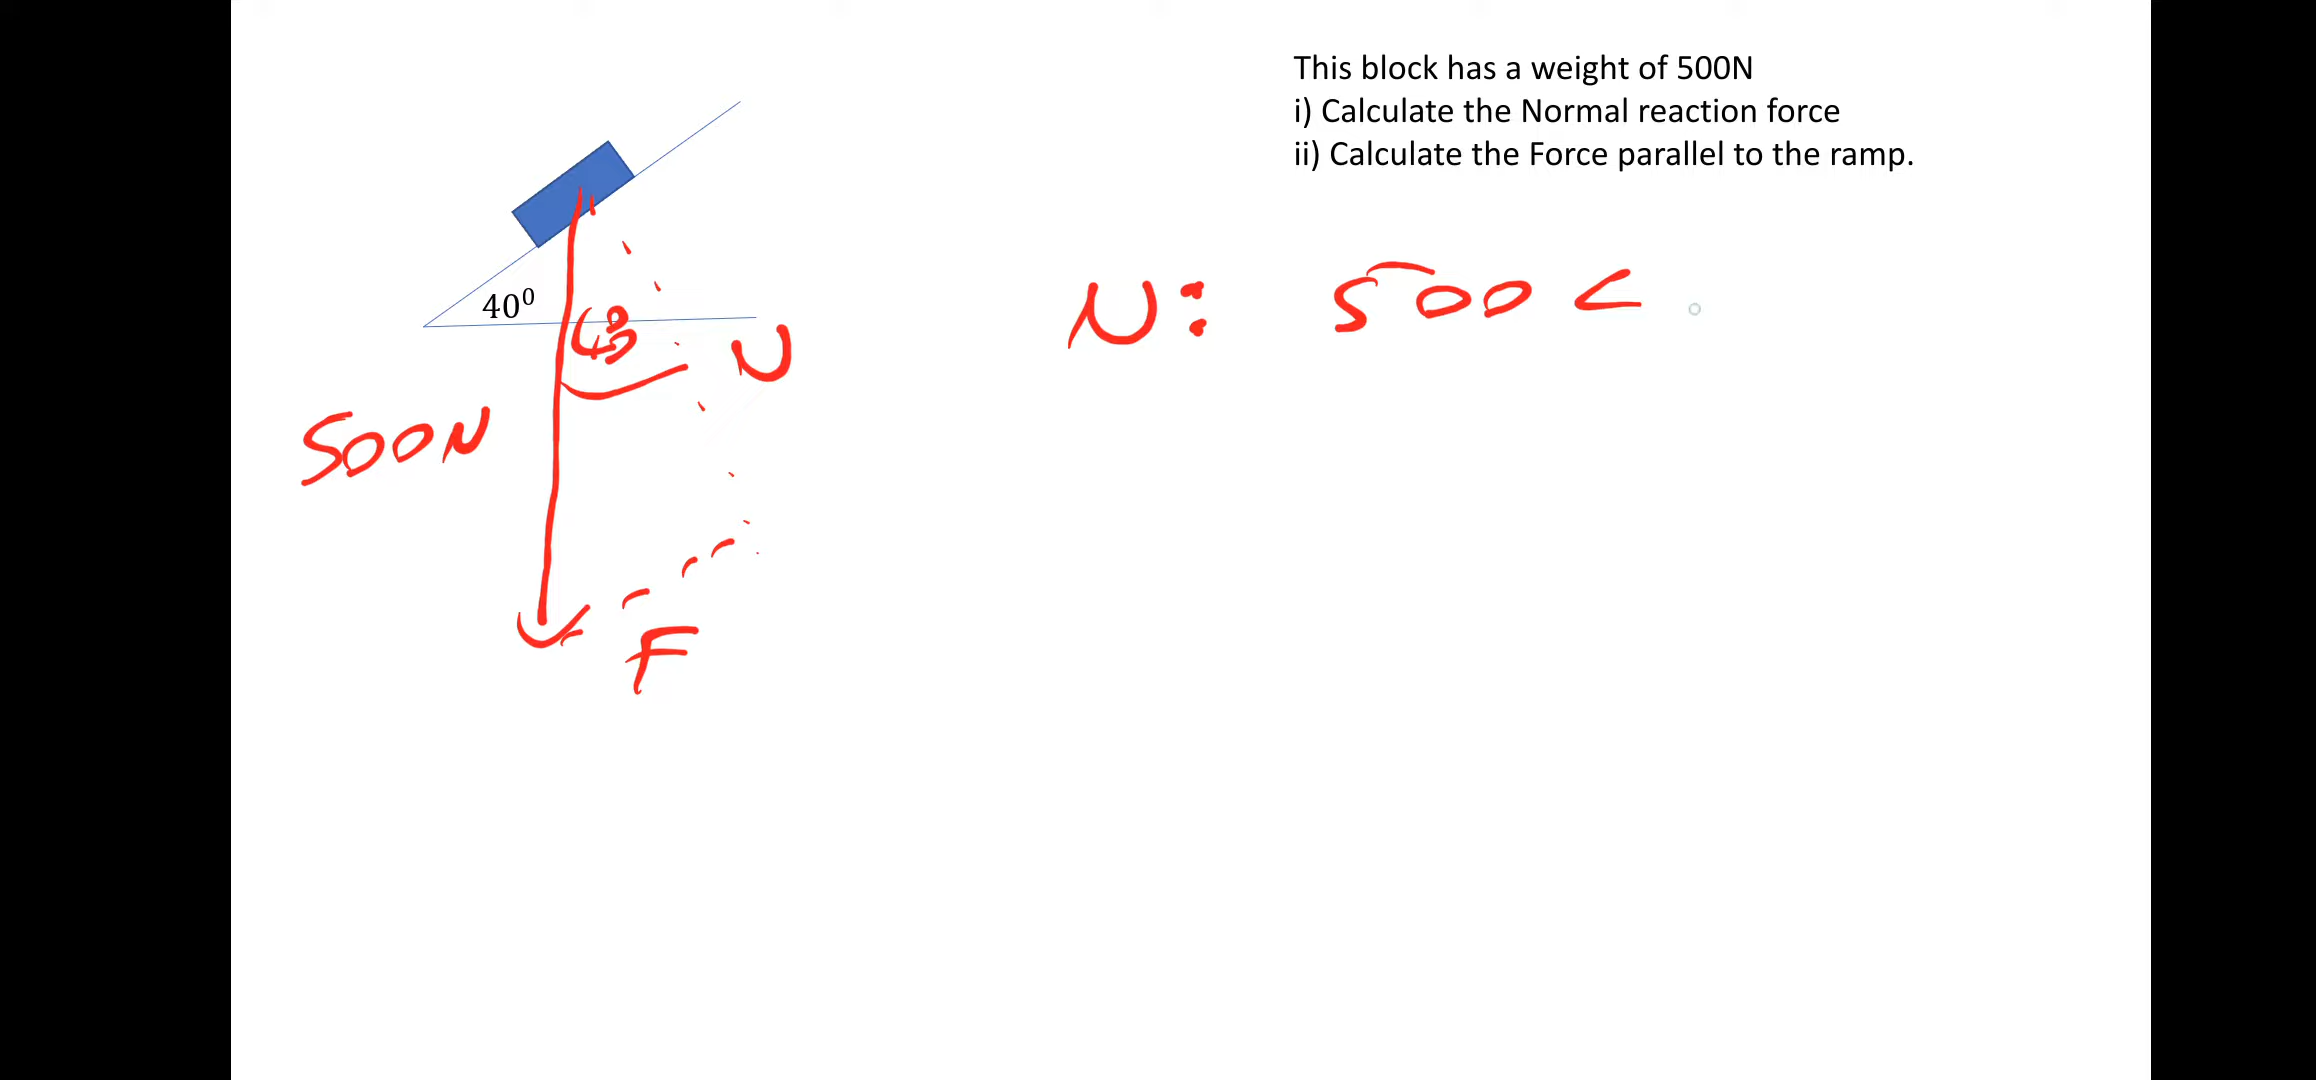 This block has a weight of 500N
i) Calculate the Normal reaction force
ii) Calculate the Force parallel to the ramp.
40⁰
N: 500 c
N
500N
F